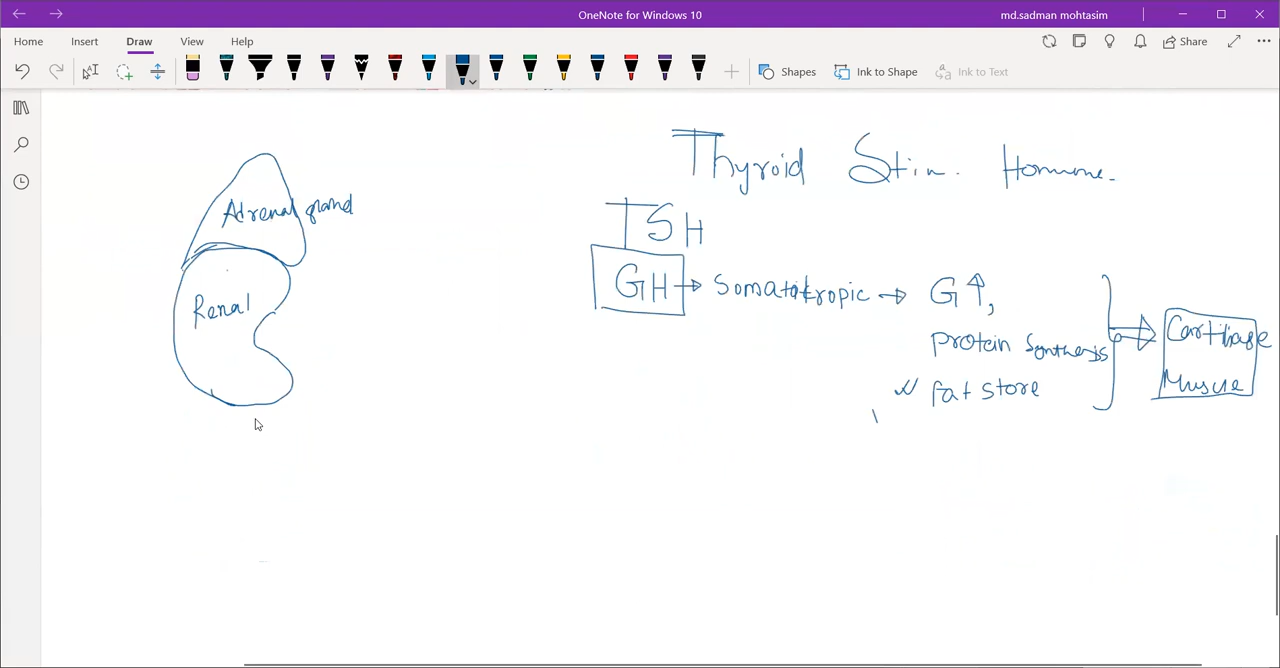 OneNote for Windows 10
md.sadman mohtasim
Home Insert Draw View Help
Share
Shapes Ink to Shape Ink to Text
Thyroid Stim. Hormone.
Adrenal gland
TSH
GH → Somatotropic → G↑,
Renal
protein synthesis
Cartilage
fat store
Muscle